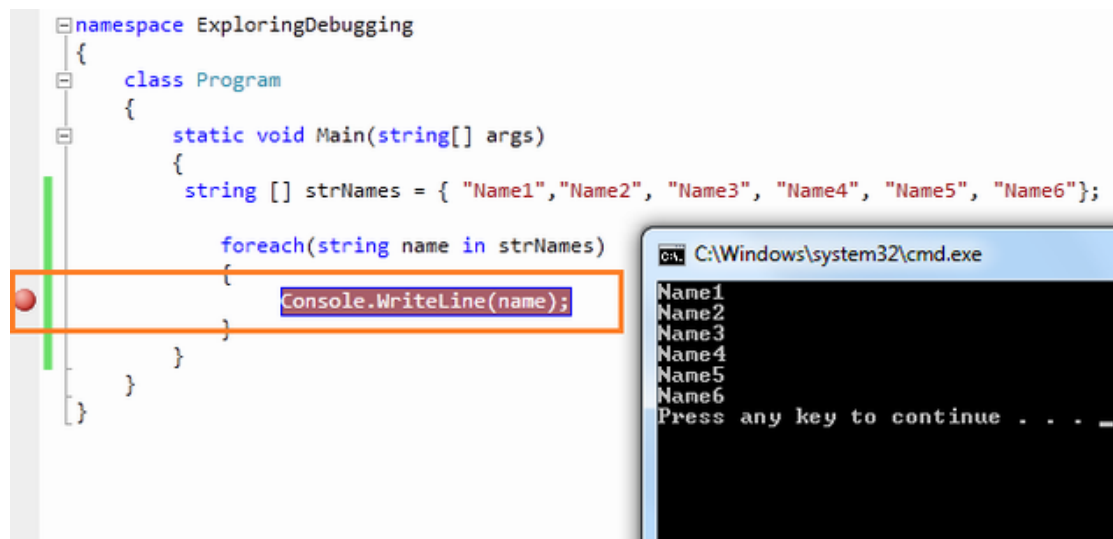 namespace ExploringDebugging
{
class Program
{
static void Main(string[] args)
{
string [] strNames = { "Name1","Name2", "Name3", "Name4", "Name5", "Name6"};
foreach(string name in strNames)
{
Console.WriteLine(name);
}
}
}
}
C:\Windows\system32\cmd.exe
Name1
Name2
Name3
Name4
Name5
Name6
Press any key to continue . . . _